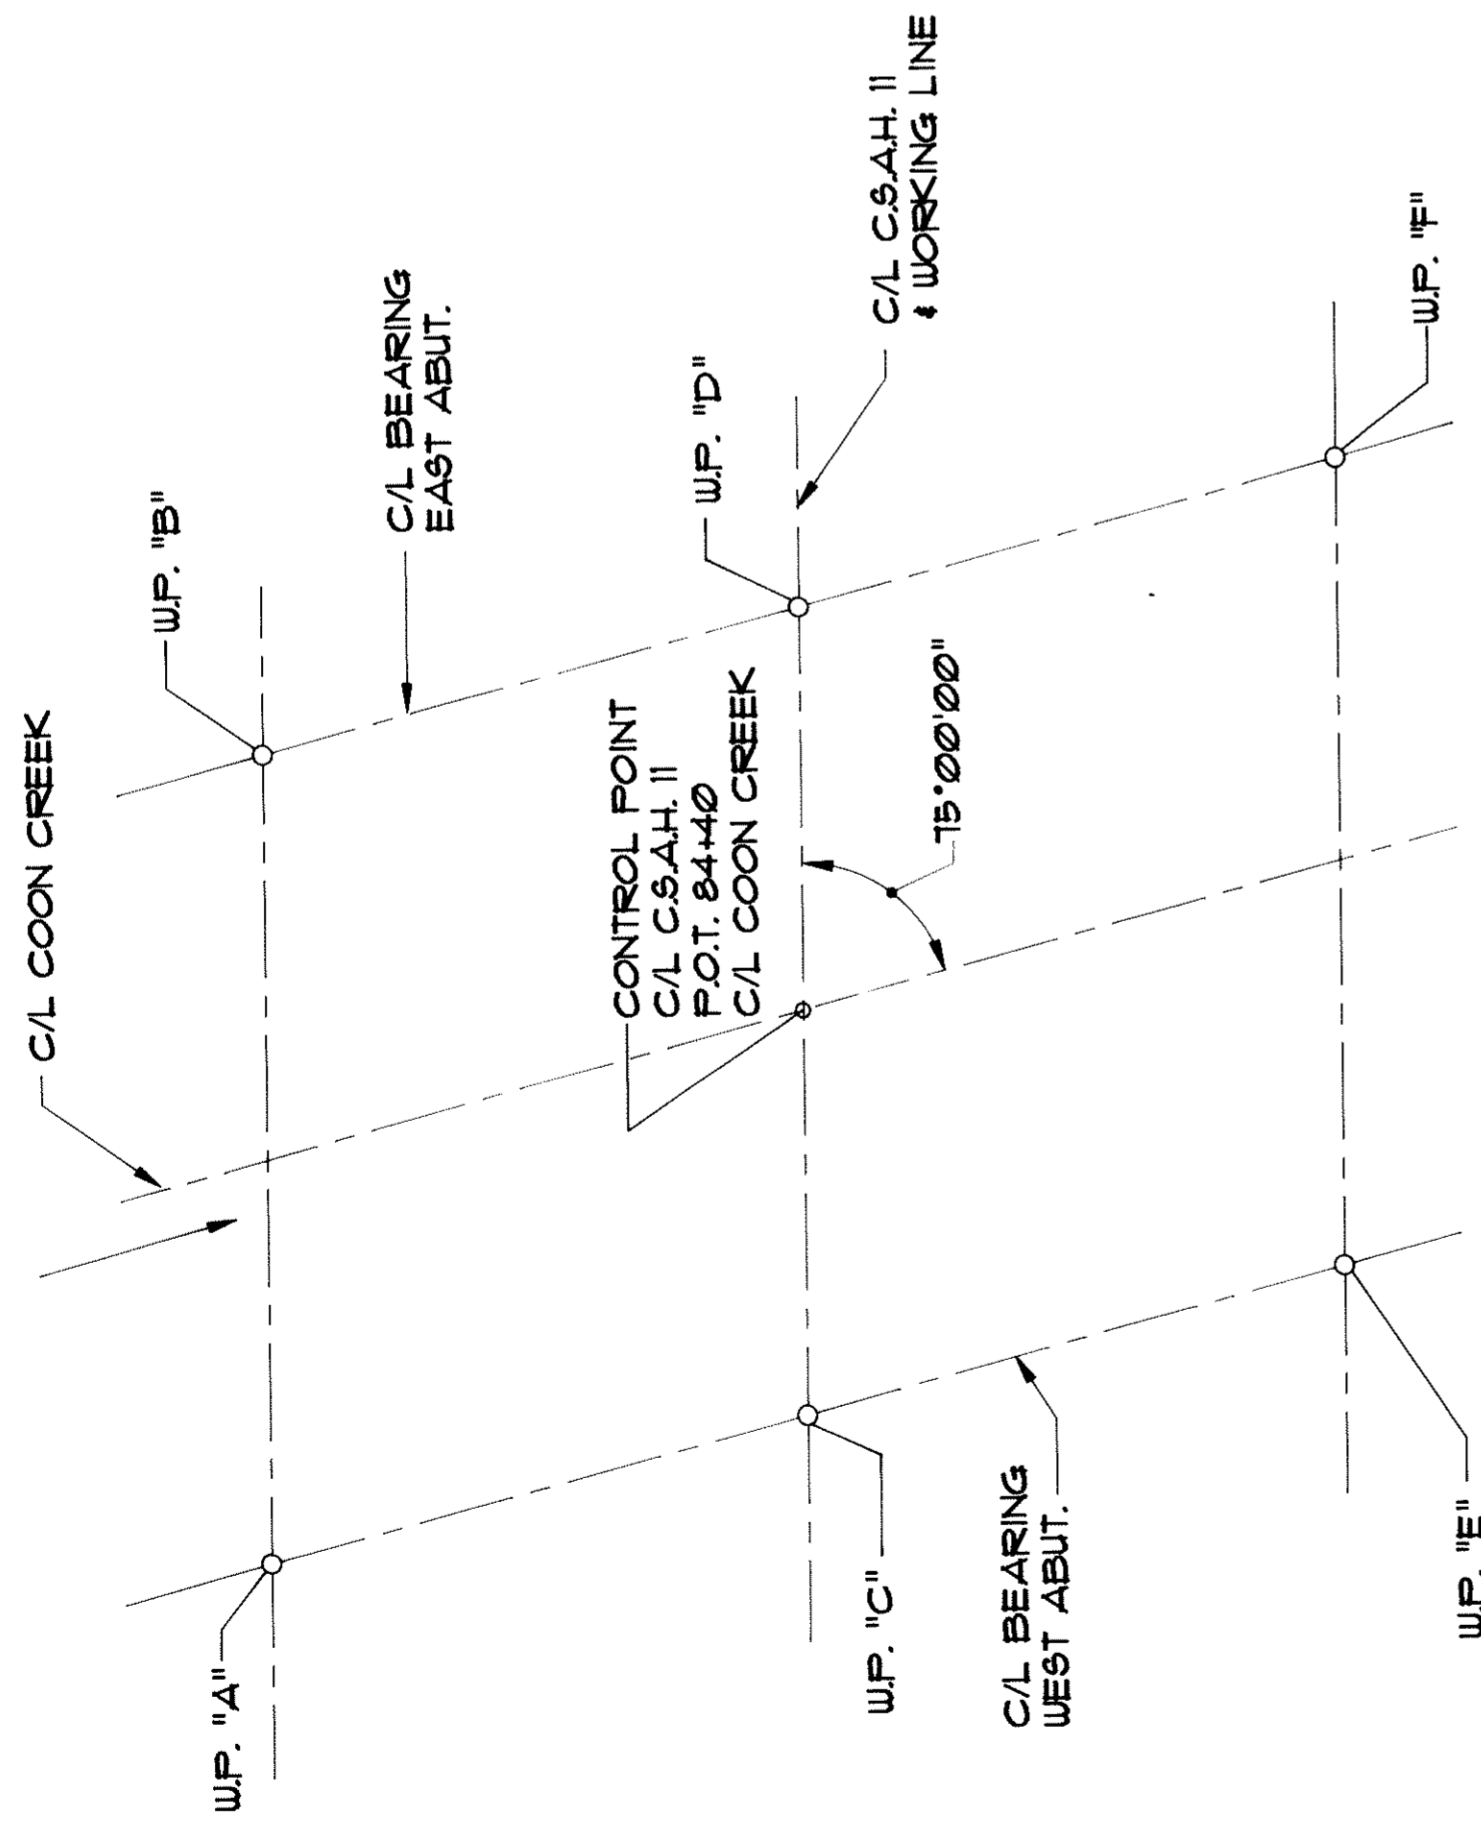 C/L COON CREEK
W.P. "B"
C/L BEARING
EAST ABUT.
W.P. "A"
CONTROL POINT
C/L C.S.A.H. 11
P.O.T. 84+40
C/L COON CREEK
W.P. "D"
C/L C.S.A.H. 11
& WORKING LINE
75°00'00"
W.P. "C"
C/L BEARING
WEST ABUT.
W.P. "E"
W.P. "F"